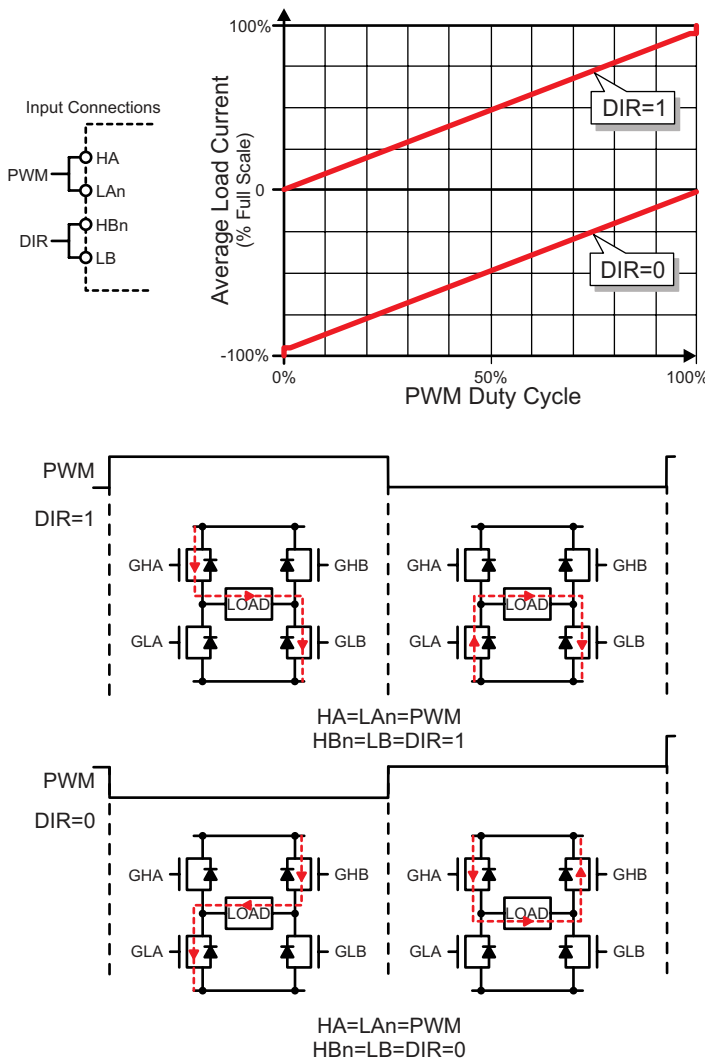 100%
Average Load Current
(% Full Scale)
0
-100%
DIR=1
DIR=0
0%
50%
100%
PWM Duty Cycle
Input Connections
PWM
HA
LAn
DIR
HBn
LB
PWM
DIR=1
GHA
GHB
LOAD
GLA
GLB
GHA
GHB
LOAD
GLA
GLB
HA=LAn=PWM
HBn=LB=DIR=1
PWM
DIR=0
GHA
GHB
LOAD
GLA
GLB
GHA
GHB
LOAD
GLA
GLB
HA=LAn=PWM
HBn=LB=DIR=0